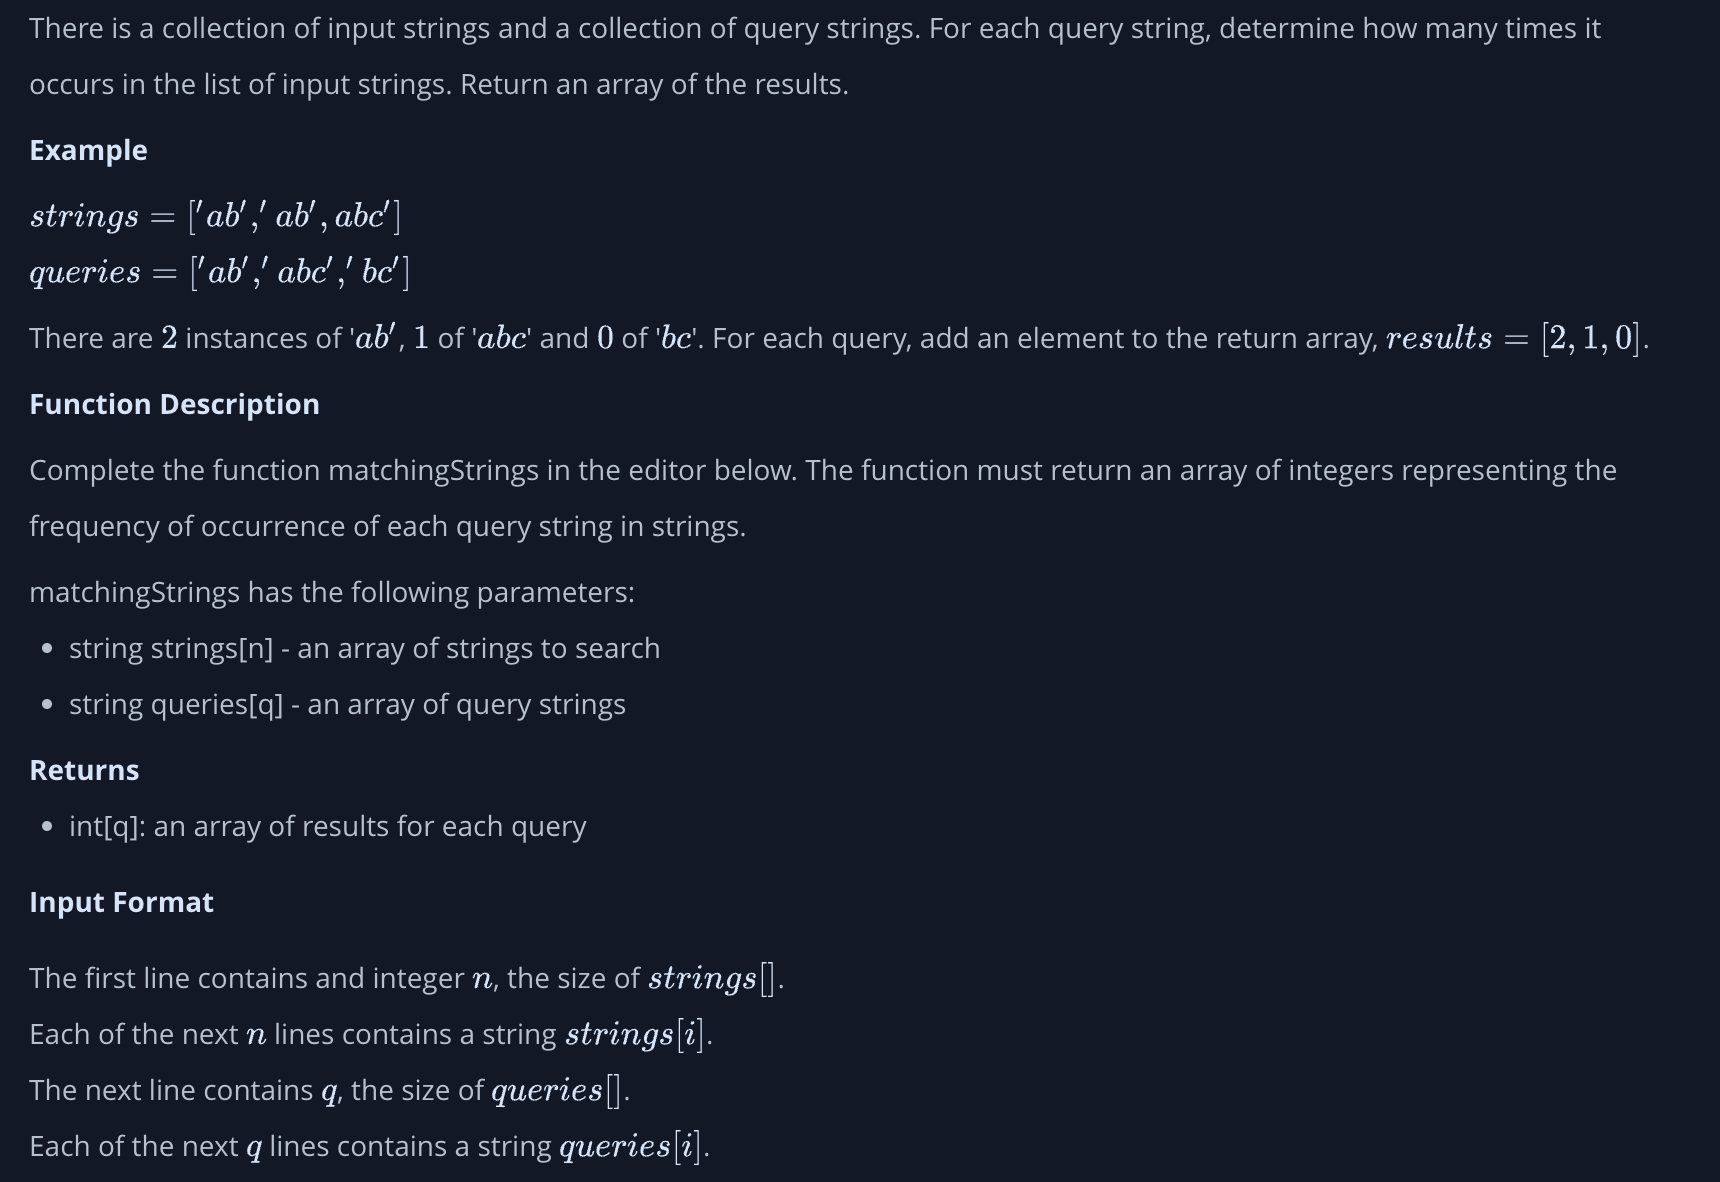 There is a collection of input strings and a collection of query strings. For each query string, determine how many times it
occurs in the list of input strings. Return an array of the results.
Example
strings = ['ab',' ab', abc']
queries = ['ab',' abc',' bc']
There are 2 instances of 'ab', 1 of 'abc' and 0 of 'bc'. For each query, add an element to the return array, results = [2, 1, 0].
Function Description
Complete the function matchingStrings in the editor below. The function must return an array of integers representing the
frequency of occurrence of each query string in strings.
matchingStrings has the following parameters:
• string strings[n] - an array of strings to search
• string queries[q] - an array of query strings
Returns
• int[q]: an array of results for each query
Input Format
The first line contains and integer n, the size of strings[].
Each of the next n lines contains a string strings[i].
The next line contains q, the size of queries[].
Each of the next q lines contains a string queries[i].